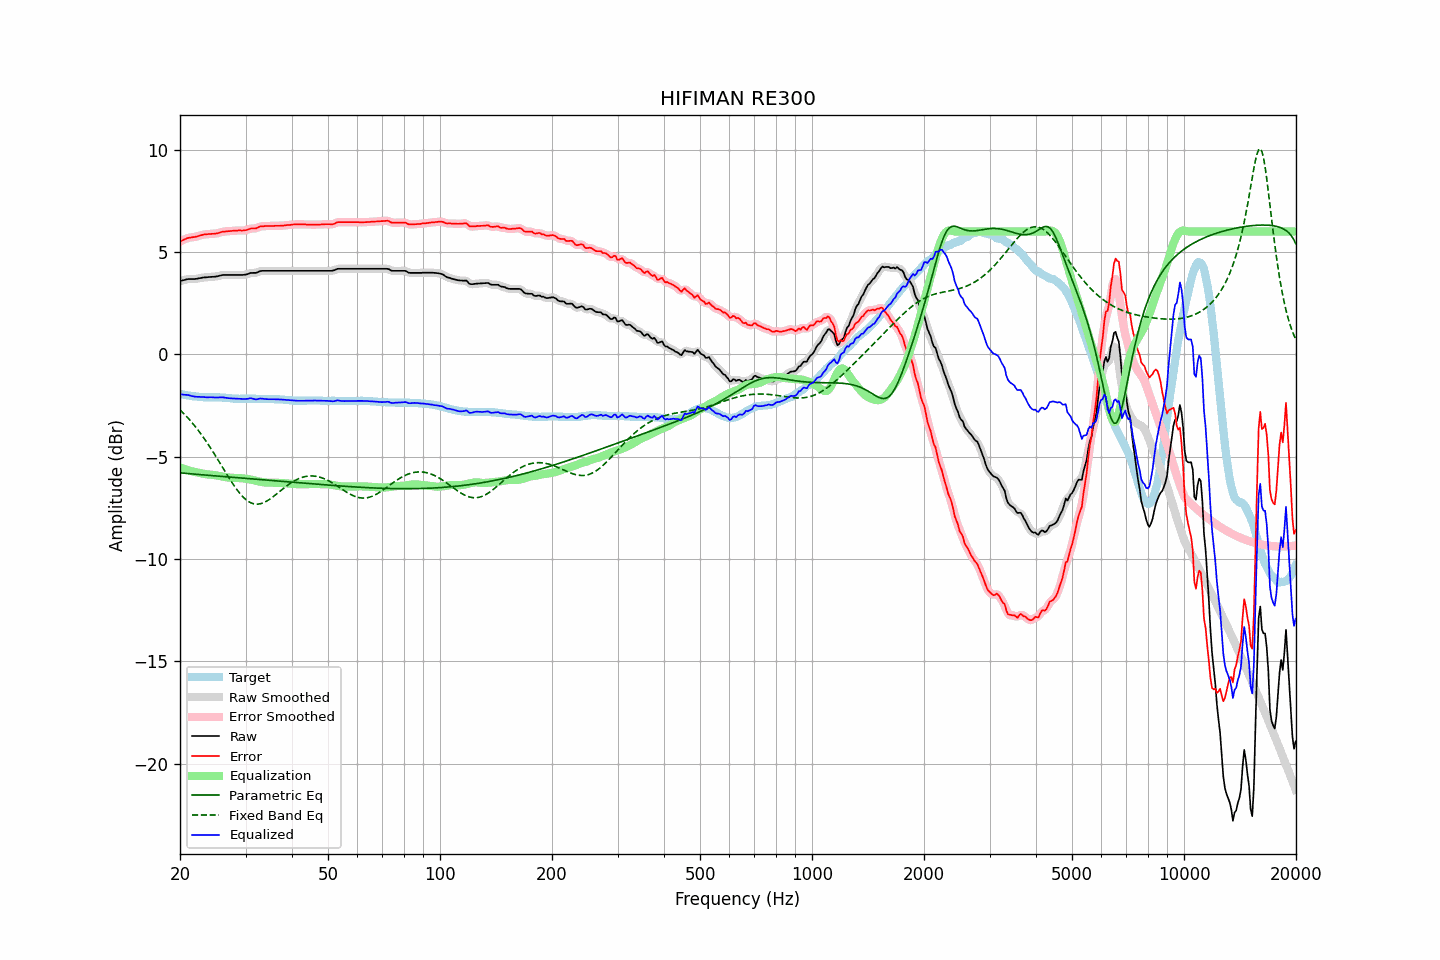 HIFIMAN RE300
Amplitude (dBr)
10
5
0
−5
−10
−15
−20
Target
Raw Smoothed
Error Smoothed
Raw
Error
Equalization
Parametric Eq
Fixed Band Eq
Equalized
20 50 100 200 500 1000 2000 5000 10000 20000
Frequency (Hz)